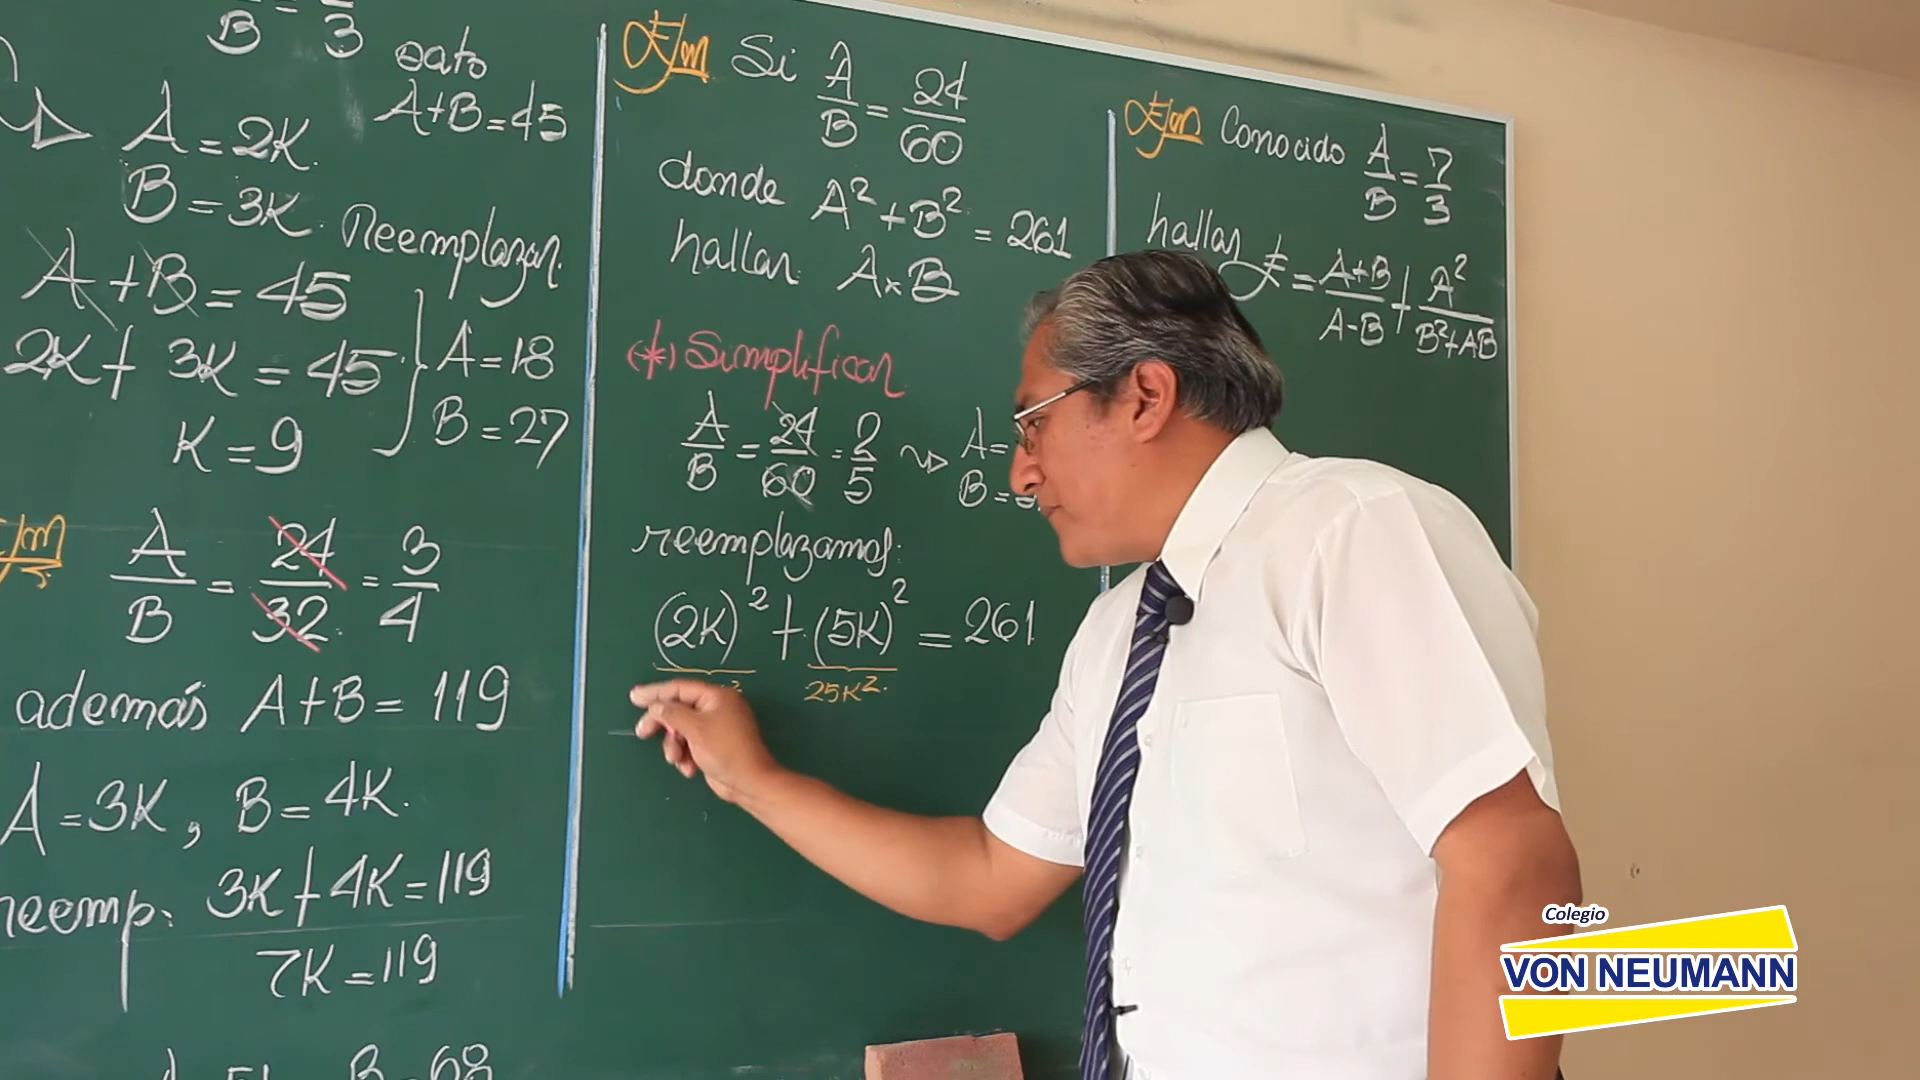 B = 3
dato
A+B=45
A=2K.
B=3K. Reemplazar.
A+B=45
2K+3K=45
K=9
A=18
B=27
A/B = 24/32 = 3/4
además A+B=119
A=3K, B=4K.
reemp: 3K+4K=119
7K=119
68
Ejm Si A/B = 24/60
donde A²+B²=261
hallar: A×B
(*) Simplificar
A/B = 24/60 = 2/5
A=
B=
reemplazamos:
(2K)²+(5K)²=261
25K².
Ejm Conocido A/B = 7/3
hallar E = (A+B)/(A-B) + A²/(B²+AB)
Colegio
VON NEUMANN